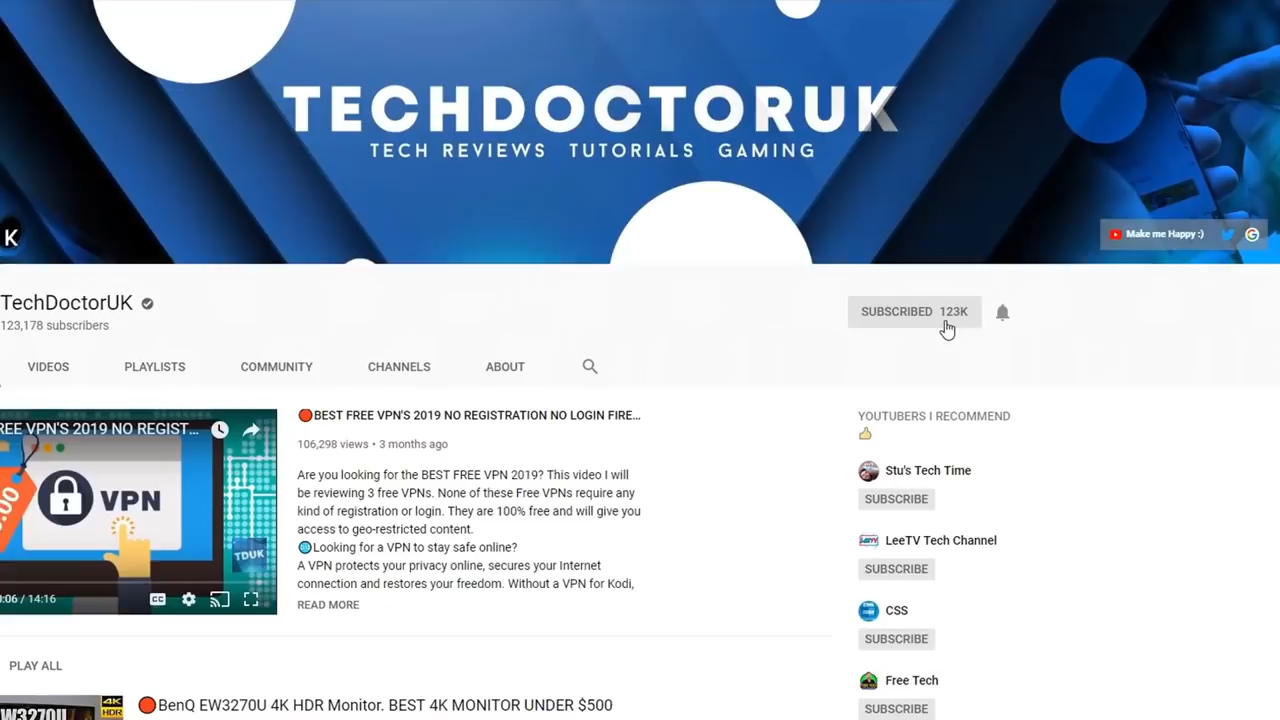 TECHDOCTORUK
TECH REVIEWS TUTORIALS GAMING
K
Make me Happy :)
TechDoctorUK
123,178 subscribers
SUBSCRIBED 123K
VIDEOS PLAYLISTS COMMUNITY CHANNELS ABOUT
REE VPN'S 2019 NO REGIST...
VPN
TDUK
:06 / 14:16
CC
🔴BEST FREE VPN'S 2019 NO REGISTRATION NO LOGIN FIRE...
106,298 views • 3 months ago
Are you looking for the BEST FREE VPN 2019? This video I will
be reviewing 3 free VPNs. None of these Free VPNs require any
kind of registration or login. They are 100% free and will give you
access to geo-restricted content.
🌐Looking for a VPN to stay safe online?
A VPN protects your privacy online, secures your Internet
connection and restores your freedom. Without a VPN for Kodi,
READ MORE
YOUTUBERS I RECOMMEND
👍
Stu's Tech Time
SUBSCRIBE
LeeTV Tech Channel
SUBSCRIBE
CSS
SUBSCRIBE
Free Tech
SUBSCRIBE
PLAY ALL
4K
HDR
W3270U
🔴BenQ EW3270U 4K HDR Monitor. BEST 4K MONITOR UNDER $500